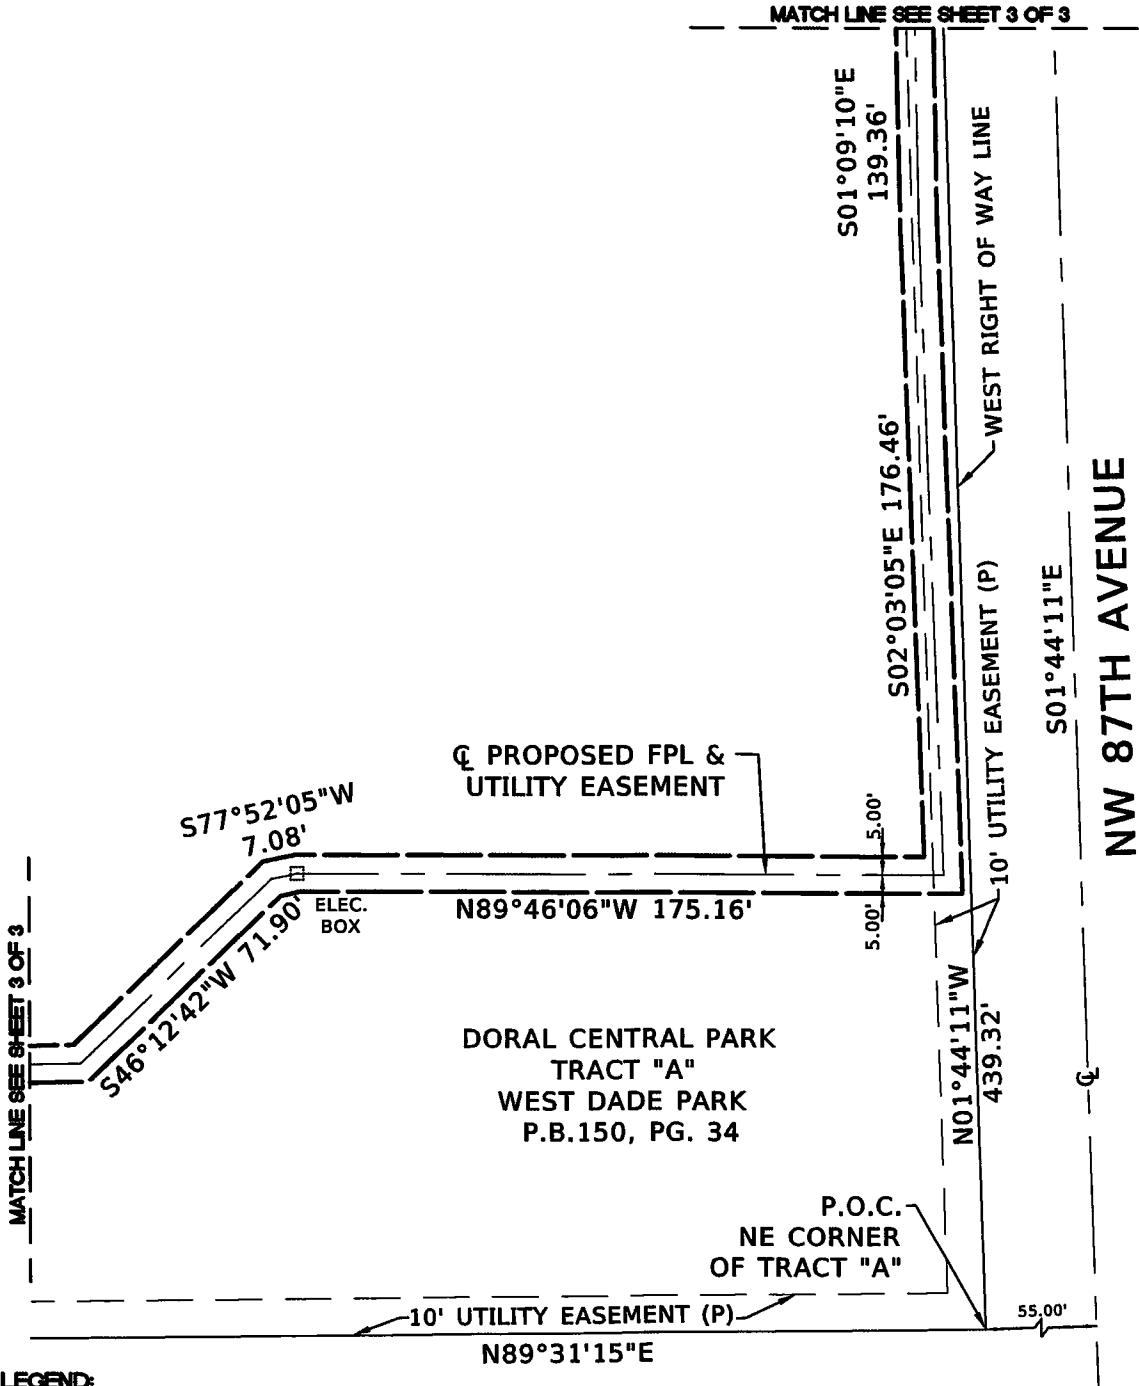 MATCH LINE SEE SHEET 3 OF 3
S01°09'10"E
139.36'
WEST RIGHT OF WAY LINE
S02°03'05"E 176.46'
NW 87TH AVENUE
S01°44'11"E
10' UTILITY EASEMENT (P)
℄ PROPOSED FPL &
UTILITY EASEMENT
S77°52'05"W
7.08'
5.00'
5.00'
ELEC.
BOX
N89°46'06"W 175.16'
S46°12'42"W 71.90'
MATCH LINE SEE SHEET 3 OF 3
DORAL CENTRAL PARK
TRACT "A"
WEST DADE PARK
P.B.150, PG. 34
N01°44'11"W
439.32'
℄
P.O.C.
NE CORNER
OF TRACT "A"
10' UTILITY EASEMENT (P)
55.00'
N89°31'15"E
LEGEND: